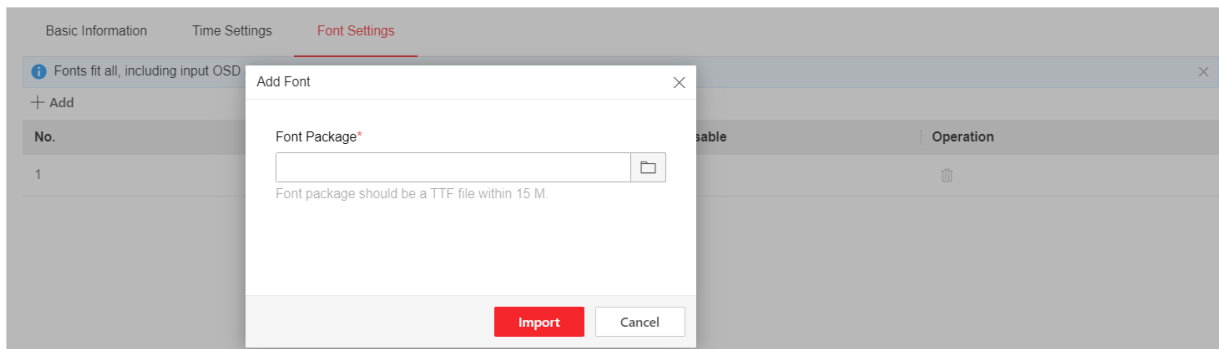 Basic Information Time Settings Font Settings
Fonts fit all, including input OSD
Add
Add Font
No. Operation
Font Package*
1
Font package should be a TTF file within 15 M.
Import Cancel